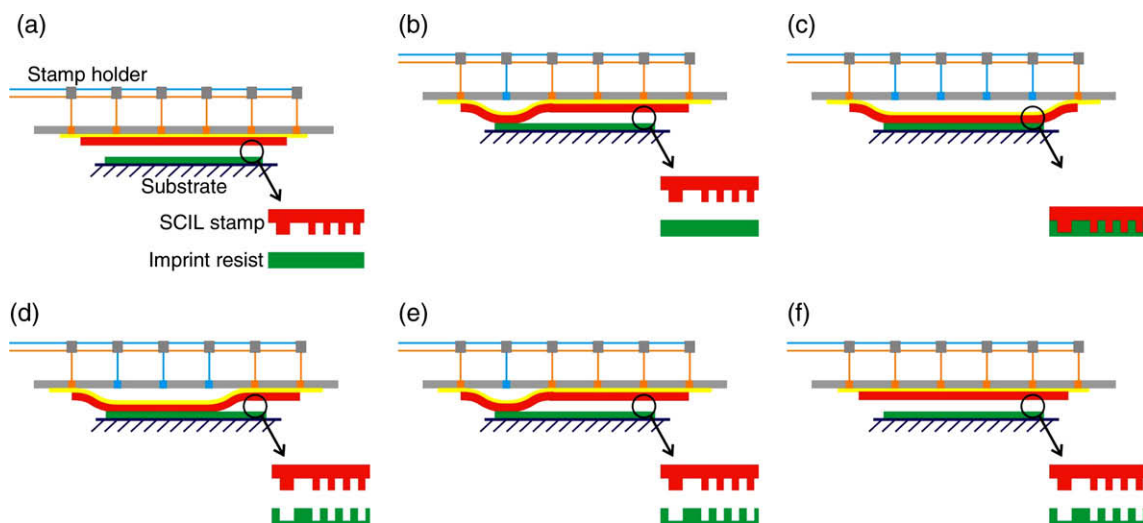 (a)
(b)
(c)
Stamp holder
Substrate
SCIL stamp
Imprint resist
(d)
(e)
(f)